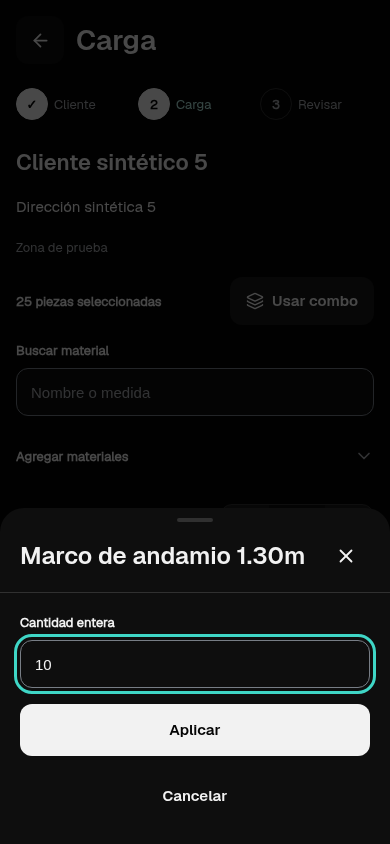 Carga
✓ Cliente 2 Carga 3 Revisar
Cliente sintético 5
Dirección sintética 5
Zona de prueba
25 piezas seleccionadas
Usar combo
Buscar material
Nombre o medida
Agregar materiales
Marco de andamio 1.30m
Cantidad entera
10
Aplicar
Cancelar